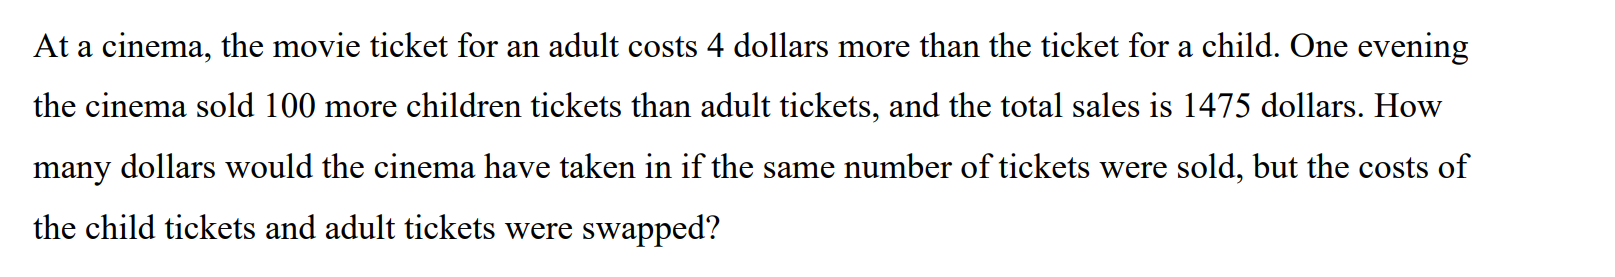 At a cinema, the movie ticket for an adult costs 4 dollars more than the ticket for a child. One evening
the cinema sold 100 more children tickets than adult tickets, and the total sales is 1475 dollars. How
many dollars would the cinema have taken in if the same number of tickets were sold, but the costs of
the child tickets and adult tickets were swapped?